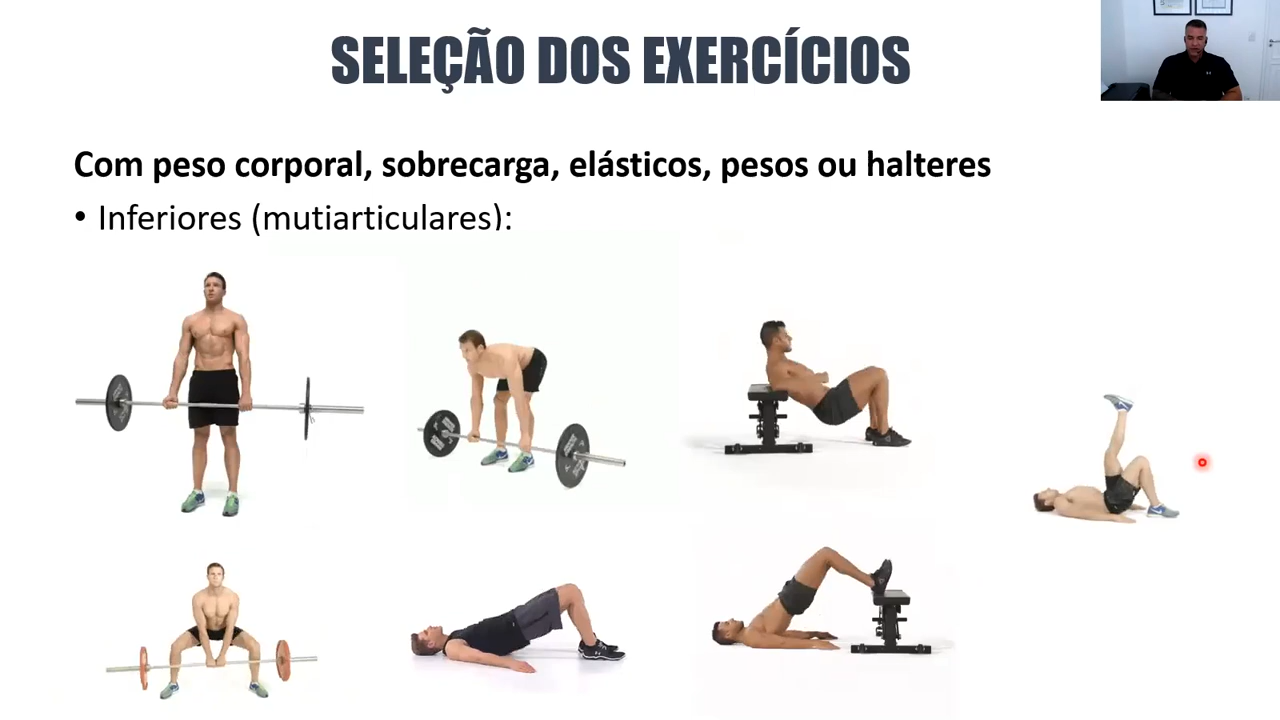 SELEÇÃO DOS EXERCÍCIOS
Com peso corporal, sobrecarga, elásticos, pesos ou halteres
• Inferiores (mutiarticulares):